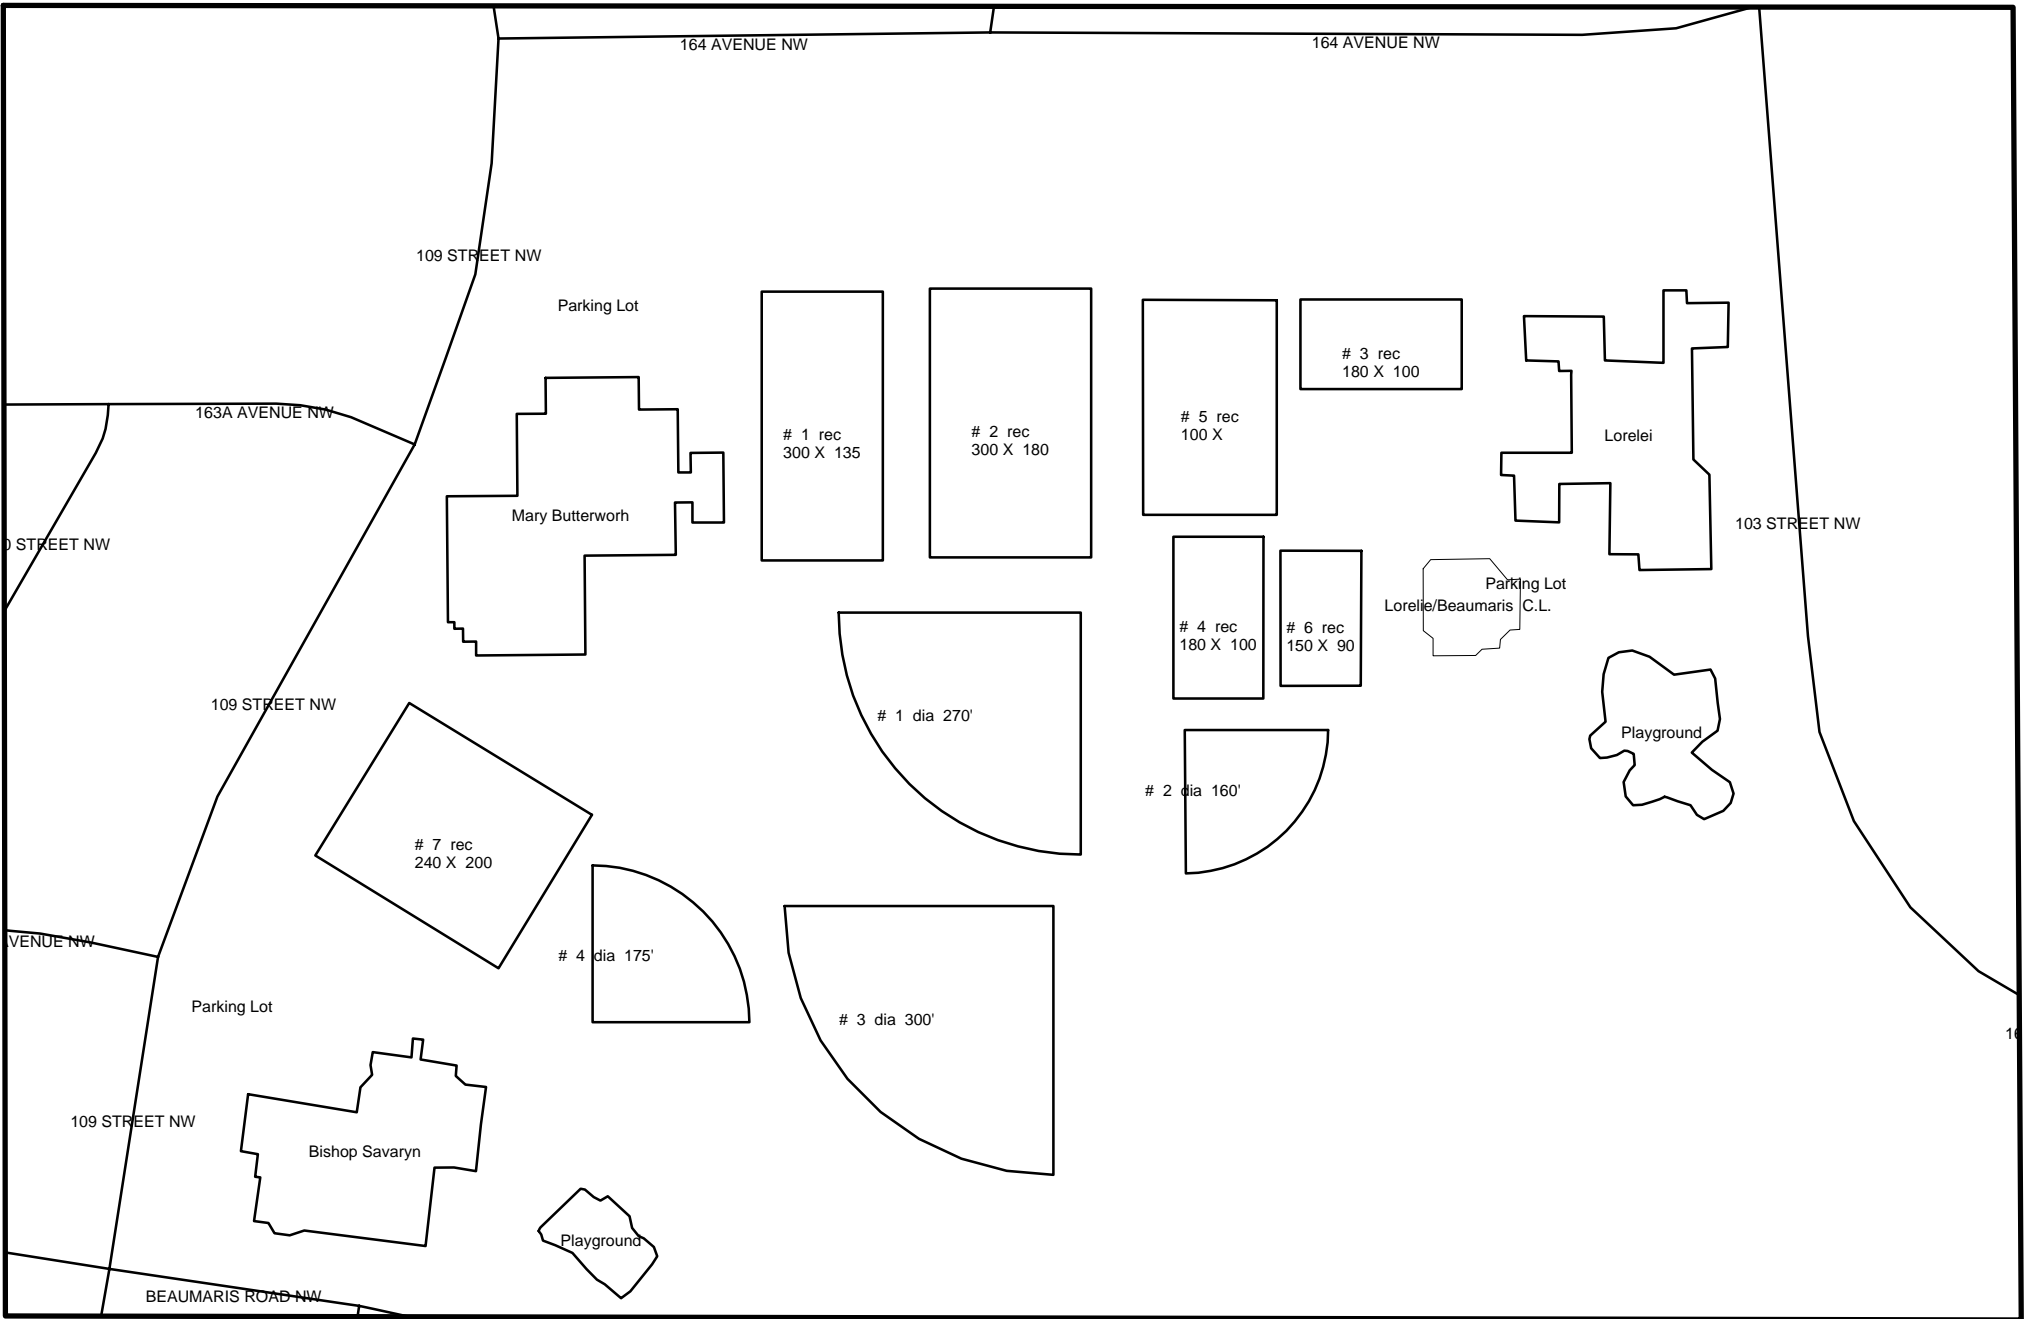 164 AVENUE NW
164 AVENUE NW
109 STREET NW
Parking Lot
# 3 rec
180 X 100
163A AVENUE NW
# 5 rec
100 X
# 1 rec
300 X 135
# 2 rec
300 X 180
Lorelei
Mary Butterworh
103 STREET NW
0 STREET NW
Parking Lot
Lorelie/Beaumaris C.L.
# 4 rec
180 X 100
# 6 rec
150 X 90
109 STREET NW
# 1 dia 270'
Playground
# 2 dia 160'
# 7 rec
240 X 200
AVENUE NW
# 4 dia 175'
Parking Lot
# 3 dia 300'
109 STREET NW
Bishop Savaryn
Playground
BEAUMARIS ROAD NW